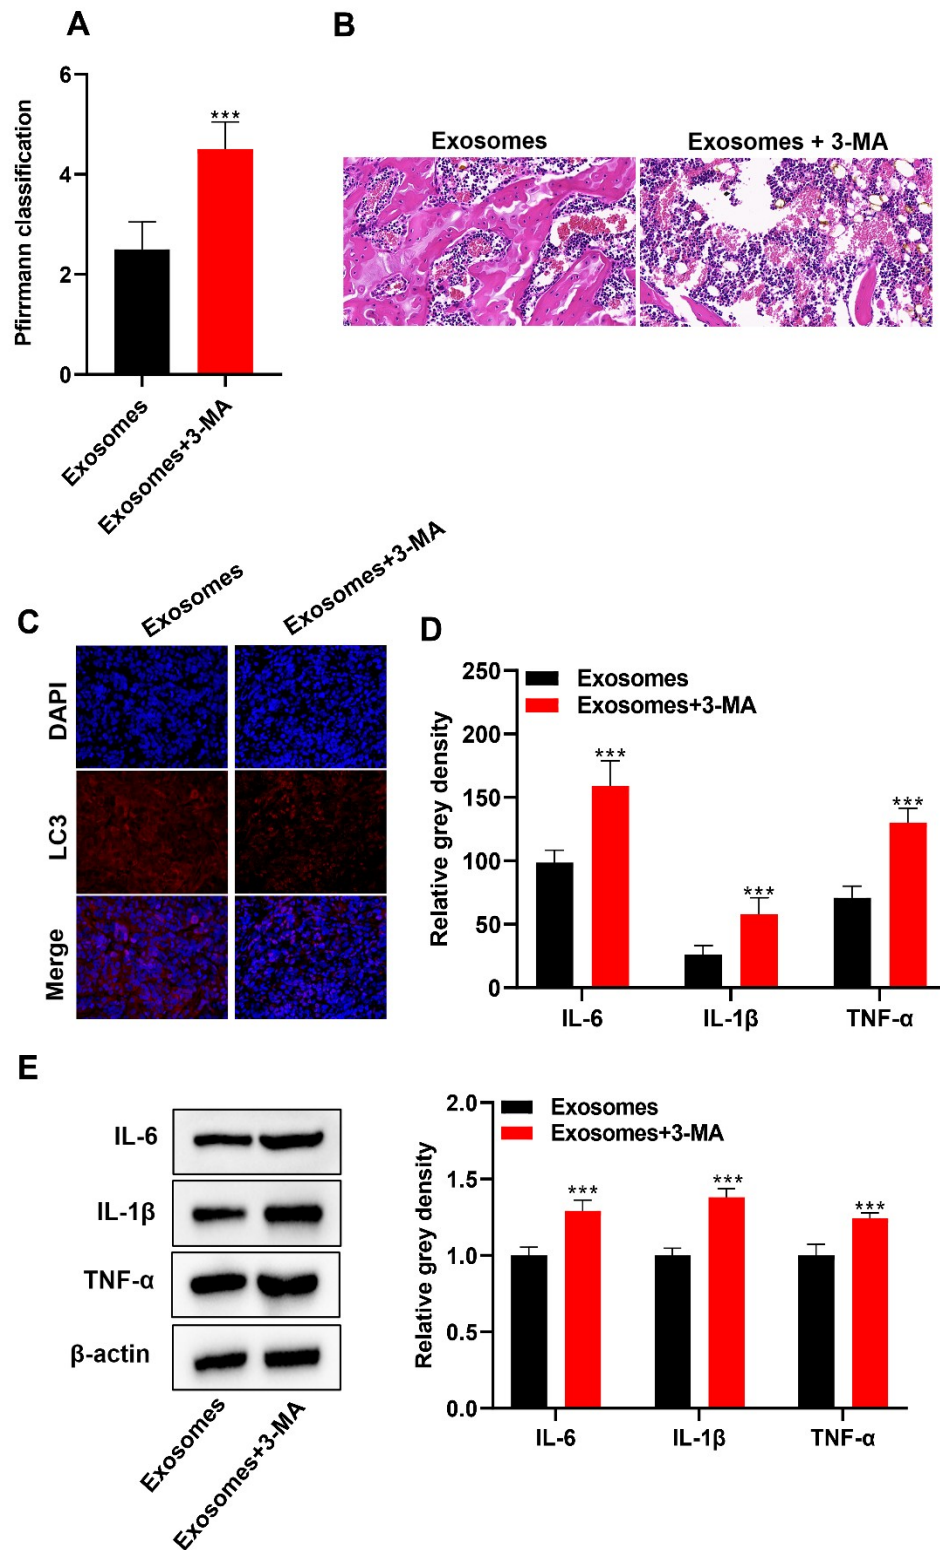 A
B
6
4
2
0
Pfirrmann classification
***
Exosomes
Exosomes+3-MA
Exosomes
Exosomes + 3-MA
C
Exosomes
Exosomes+3-MA
DAPI
LC3
Merge
D
250
200
150
100
50
0
Relative grey density
Exosomes
Exosomes+3-MA
***
***
***
IL-6
IL-1β
TNF-α
E
IL-6
IL-1β
TNF-α
β-actin
Exosomes
Exosomes+3-MA
2.0
1.5
1.0
0.5
0.0
Relative grey density
Exosomes
Exosomes+3-MA
***
***
***
IL-6
IL-1β
TNF-α